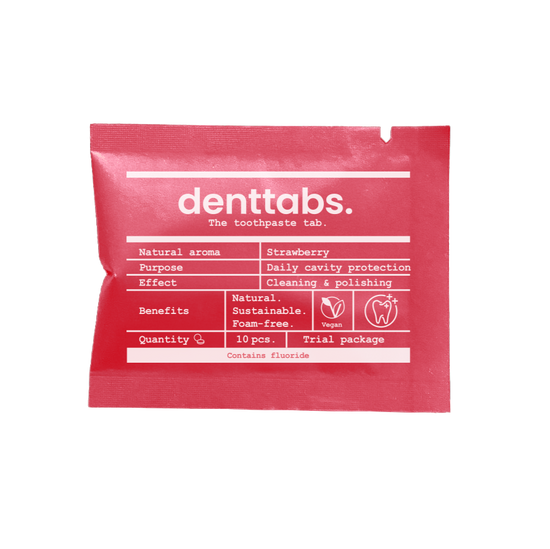 denttabs.
The toothpaste tab.
Natural aroma Strawberry
Purpose Daily cavity protection
Effect Cleaning & polishing
Benefits Natural.
Sustainable.
Foam-free.
Vegan
Quantity 10 pcs. Trial package
Contains fluoride